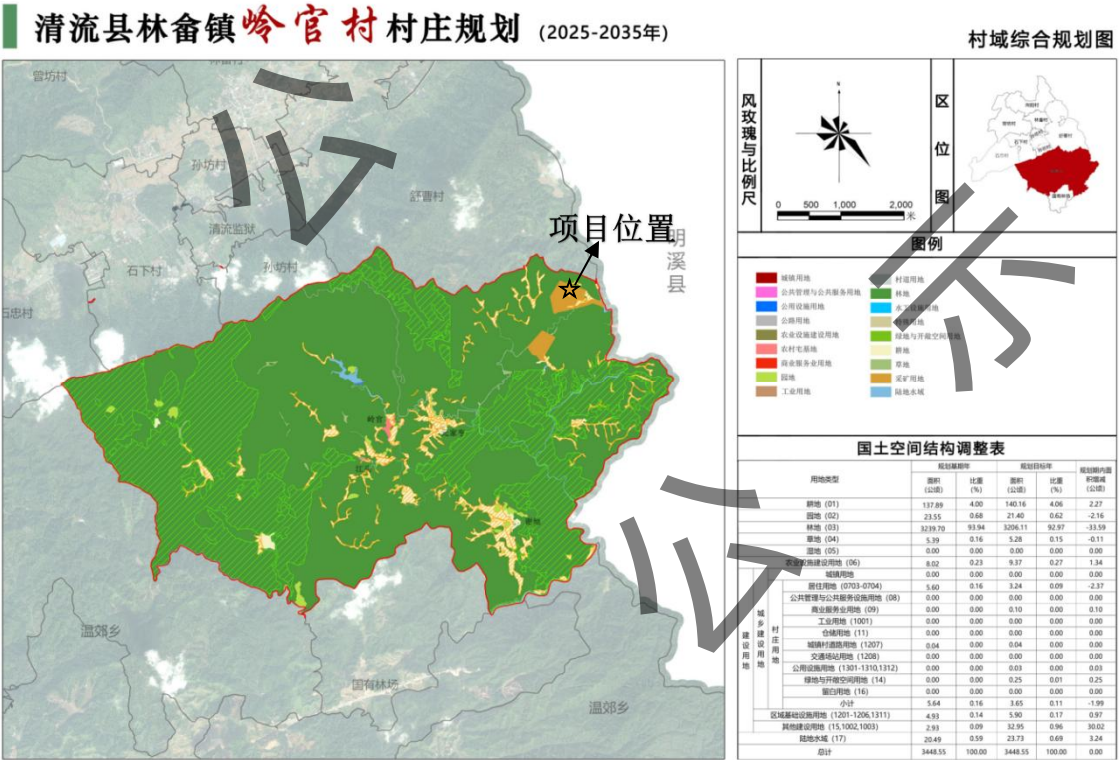 清流县林畲镇岭官村村庄规划 (2025-2035年)
村域综合规划图
曾坊村
孙坊村
舒曹村
清流监狱
石下村
孙坊村
项目位置
明溪县
岭官
温郊乡
国有林场
温郊乡
公示
公示
风玫瑰与比例尺
N
0 500 1,000 2,000 米
区位图
图例
城镇用地
公共管理与公共服务用地
公用设施用地
公路用地
农业设施建设用地
农村宅基地
商业服务业用地
园地
工业用地
村道用地
林地
水工设施用地
特殊用地
绿地与开敞空间用地
耕地
草地
采矿用地
陆地水域
国土空间结构调整表
用地类型 规划基期年 规划目标年 规划期内面积增减(公顷)
面积(公顷) 比重(%) 面积(公顷) 比重(%)
耕地(01) 137.89 4.00 140.16 4.06 2.27
园地(02) 23.55 0.68 21.40 0.62 -2.16
林地(03) 3239.70 93.94 3206.11 92.97 -33.59
草地(04) 5.39 0.16 5.28 0.15 -0.11
湿地(05) 0.00 0.00 0.00 0.00 0.00
农业设施建设用地(06) 8.02 0.23 9.37 0.27 1.34
建设用地
城乡建设用地
城镇用地 0.00 0.00 0.00 0.00 0.00
村庄用地
居住用地(0703-0704) 5.60 0.16 3.24 0.09 -2.37
公共管理与公共服务设施用地(08) 0.00 0.00 0.00 0.00 0.00
商业服务业用地(09) 0.00 0.00 0.10 0.00 0.10
工业用地(1001) 0.00 0.00 0.00 0.00 0.00
仓储用地(11) 0.00 0.00 0.00 0.00 0.00
城镇村道路用地(1207) 0.04 0.00 0.04 0.00 0.00
交通场站用地(1208) 0.00 0.00 0.00 0.00 0.00
公用设施用地(1301-1310,1312) 0.00 0.00 0.03 0.00 0.03
绿地与开敞空间用地(14) 0.00 0.00 0.25 0.01 0.25
留白用地(16) 0.00 0.00 0.00 0.00 0.00
小计 5.64 0.16 3.65 0.11 -1.99
区域基础设施用地(1201-1206,1311) 4.93 0.14 5.90 0.17 0.97
其他建设用地(15,1002,1003) 2.93 0.09 32.95 0.96 30.02
陆地水域(17) 20.49 0.59 23.73 0.69 3.24
总计 3448.55 100.00 3448.55 100.00 0.00